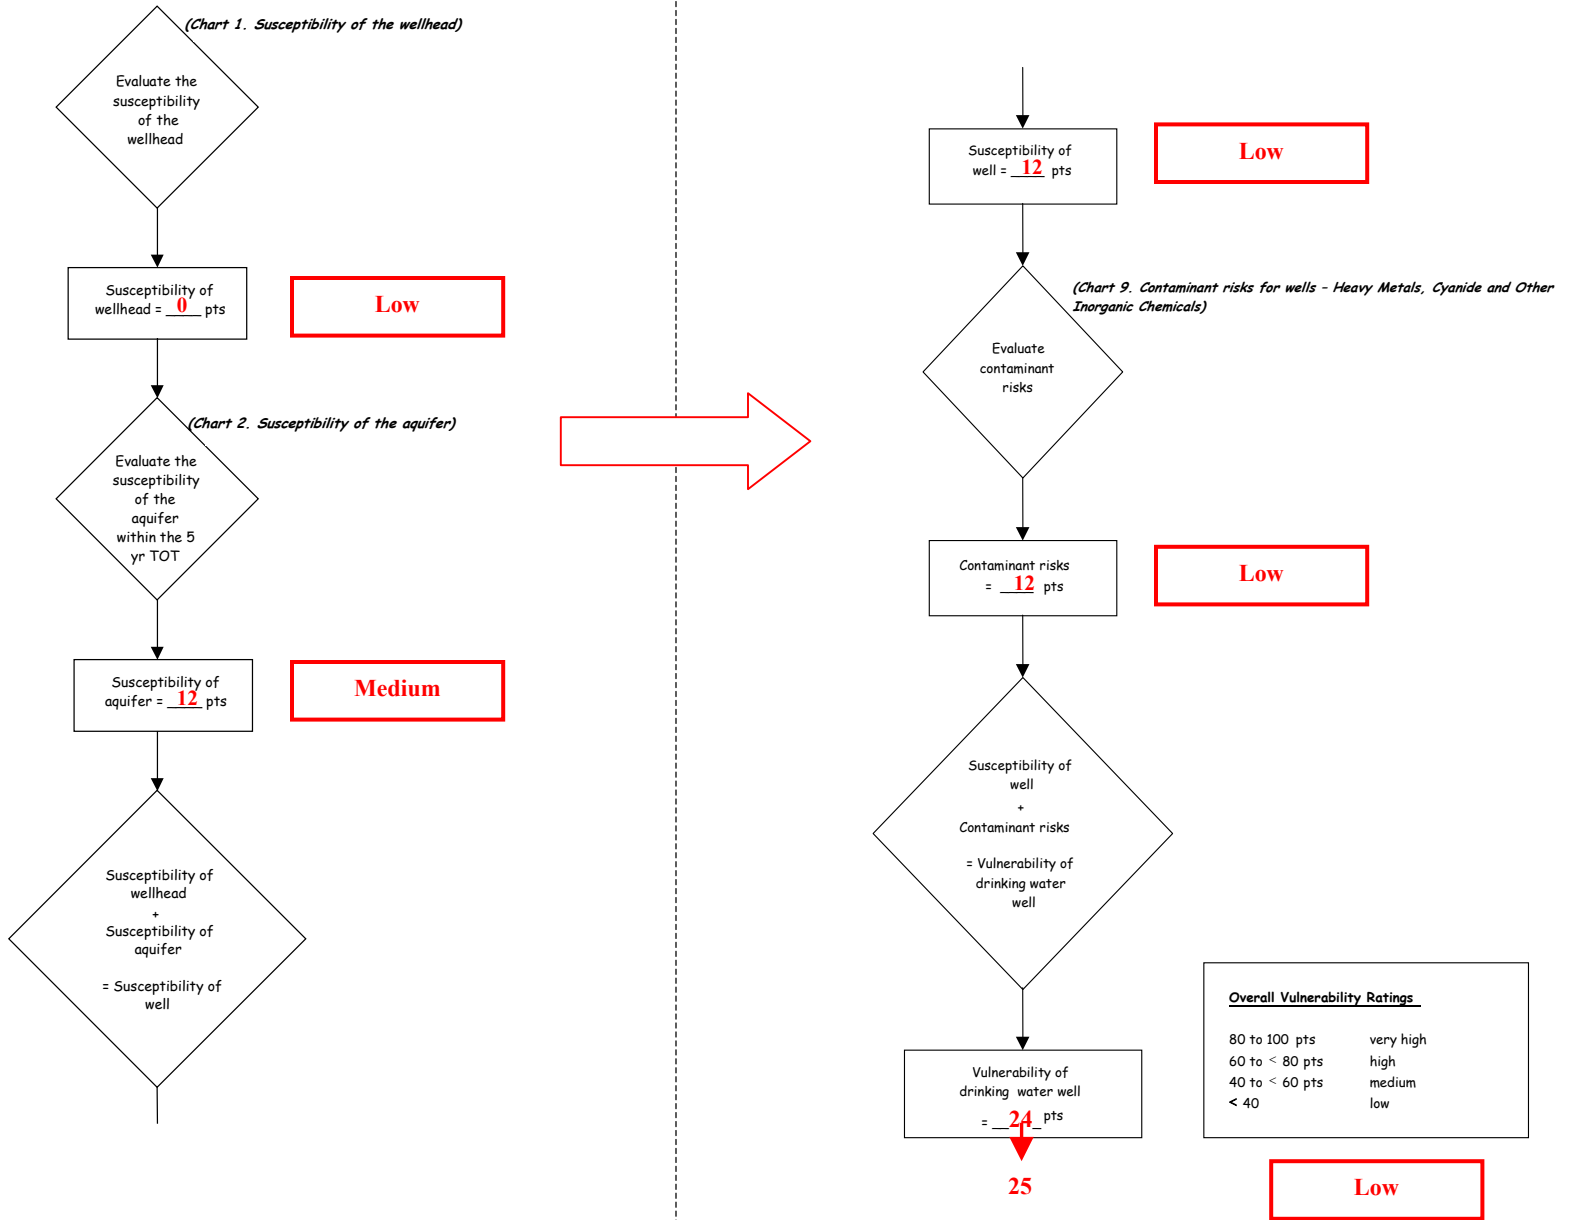 (Chart 1. Susceptibility of the wellhead)
Evaluate the
susceptibility
of the
wellhead
Susceptibility of
wellhead = __0__ pts
Low
(Chart 2. Susceptibility of the aquifer)
Evaluate the
susceptibility
of the
aquifer
within the 5
yr TOT
Susceptibility of
aquifer = __12__ pts
Medium
Susceptibility of
wellhead
+
Susceptibility of
aquifer
= Susceptibility of
well
Susceptibility of
well = __12__ pts
Low
(Chart 9. Contaminant risks for wells – Heavy Metals, Cyanide and Other
Inorganic Chemicals)
Evaluate
contaminant
risks
Contaminant risks
= __12__ pts
Low
Susceptibility of
well
+
Contaminant risks
= Vulnerability of
drinking water
well
Vulnerability of
drinking water well
= __24_ pts
25
Overall Vulnerability Ratings
80 to 100 pts very high
60 to < 80 pts high
40 to < 60 pts medium
< 40 low
Low